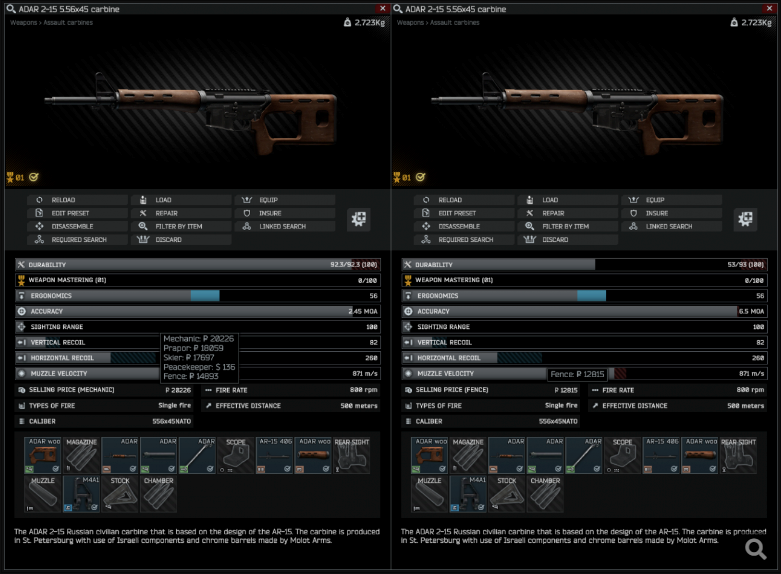 ADAR 2-15 5.56x45 carbine
Weapons > Assault carbines
2.723Kg
01
RELOAD LOAD EQUIP
EDIT PRESET REPAIR INSURE
DISASSEMBLE FILTER BY ITEM LINKED SEARCH
REQUIRED SEARCH DISCARD
DURABILITY 92.3/92.3 (100)
WEAPON MASTERING (01) 0/100
ERGONOMICS 56
ACCURACY 2.45 MOA
SIGHTING RANGE 100
VERTICAL RECOIL 82
HORIZONTAL RECOIL 260
MUZZLE VELOCITY 871 m/s
Mechanic: ₽ 20226
Prapor: ₽ 18059
Skier: ₽ 17697
Peacekeeper: $ 136
Fence: ₽ 14893
SELLING PRICE (MECHANIC) ₽ 20226 FIRE RATE 800 rpm
TYPES OF FIRE Single fire EFFECTIVE DISTANCE 500 meters
CALIBER 556x45NATO
ADAR woo MAGAZINE ADAR ADAR ADAR SCOPE AR-15 406 ADAR woo REAR SIGHT
MUZZLE M4A1 STOCK CHAMBER
The ADAR 2-15 Russian civilian carbine that is based on the design of the AR-15. The carbine is produced
in St. Petersburg with use of Israeli components and chrome barrels made by Molot Arms.
ADAR 2-15 5.56x45 carbine
Weapons > Assault carbines
2.723Kg
01
RELOAD LOAD EQUIP
EDIT PRESET REPAIR INSURE
DISASSEMBLE FILTER BY ITEM LINKED SEARCH
REQUIRED SEARCH DISCARD
DURABILITY 53/93 (100)
WEAPON MASTERING (01) 0/100
ERGONOMICS 56
ACCURACY 6.5 MOA
SIGHTING RANGE 100
VERTICAL RECOIL 82
HORIZONTAL RECOIL 260
MUZZLE VELOCITY 871 m/s
Fence: ₽ 12815
SELLING PRICE (FENCE) ₽ 12815 FIRE RATE 800 rpm
TYPES OF FIRE Single fire EFFECTIVE DISTANCE 500 meters
CALIBER 556x45NATO
ADAR woo MAGAZINE ADAR ADAR ADAR SCOPE AR-15 406 ADAR woo REAR SIGHT
MUZZLE M4A1 STOCK CHAMBER
The ADAR 2-15 Russian civilian carbine that is based on the design of the AR-15. The carbine is produced
in St. Petersburg with use of Israeli components and chrome barrels made by Molot Arms.